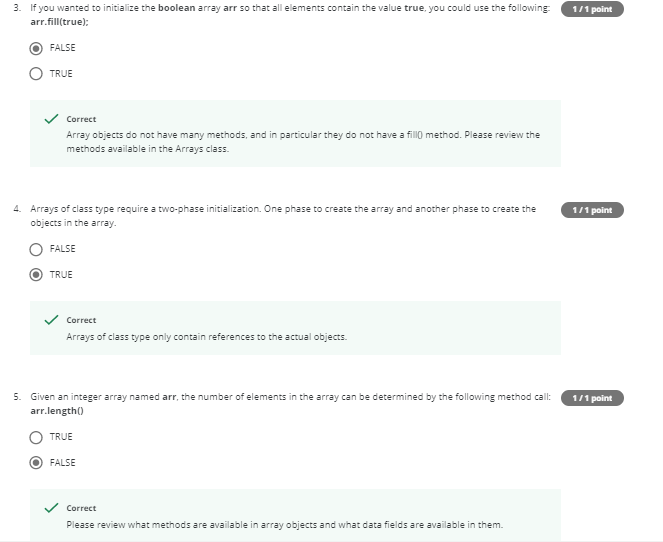 3. If you wanted to initialize the boolean array arr so that all elements contain the value true, you could use the following: 1 / 1 point
arr.fill(true);
FALSE
TRUE
Correct
Array objects do not have many methods, and in particular they do not have a fill() method. Please review the
methods available in the Arrays class.
4. Arrays of class type require a two-phase initialization. One phase to create the array and another phase to create the 1 / 1 point
objects in the array.
FALSE
TRUE
Correct
Arrays of class type only contain references to the actual objects.
5. Given an integer array named arr, the number of elements in the array can be determined by the following method call: 1 / 1 point
arr.length()
TRUE
FALSE
Correct
Please review what methods are available in array objects and what data fields are available in them.